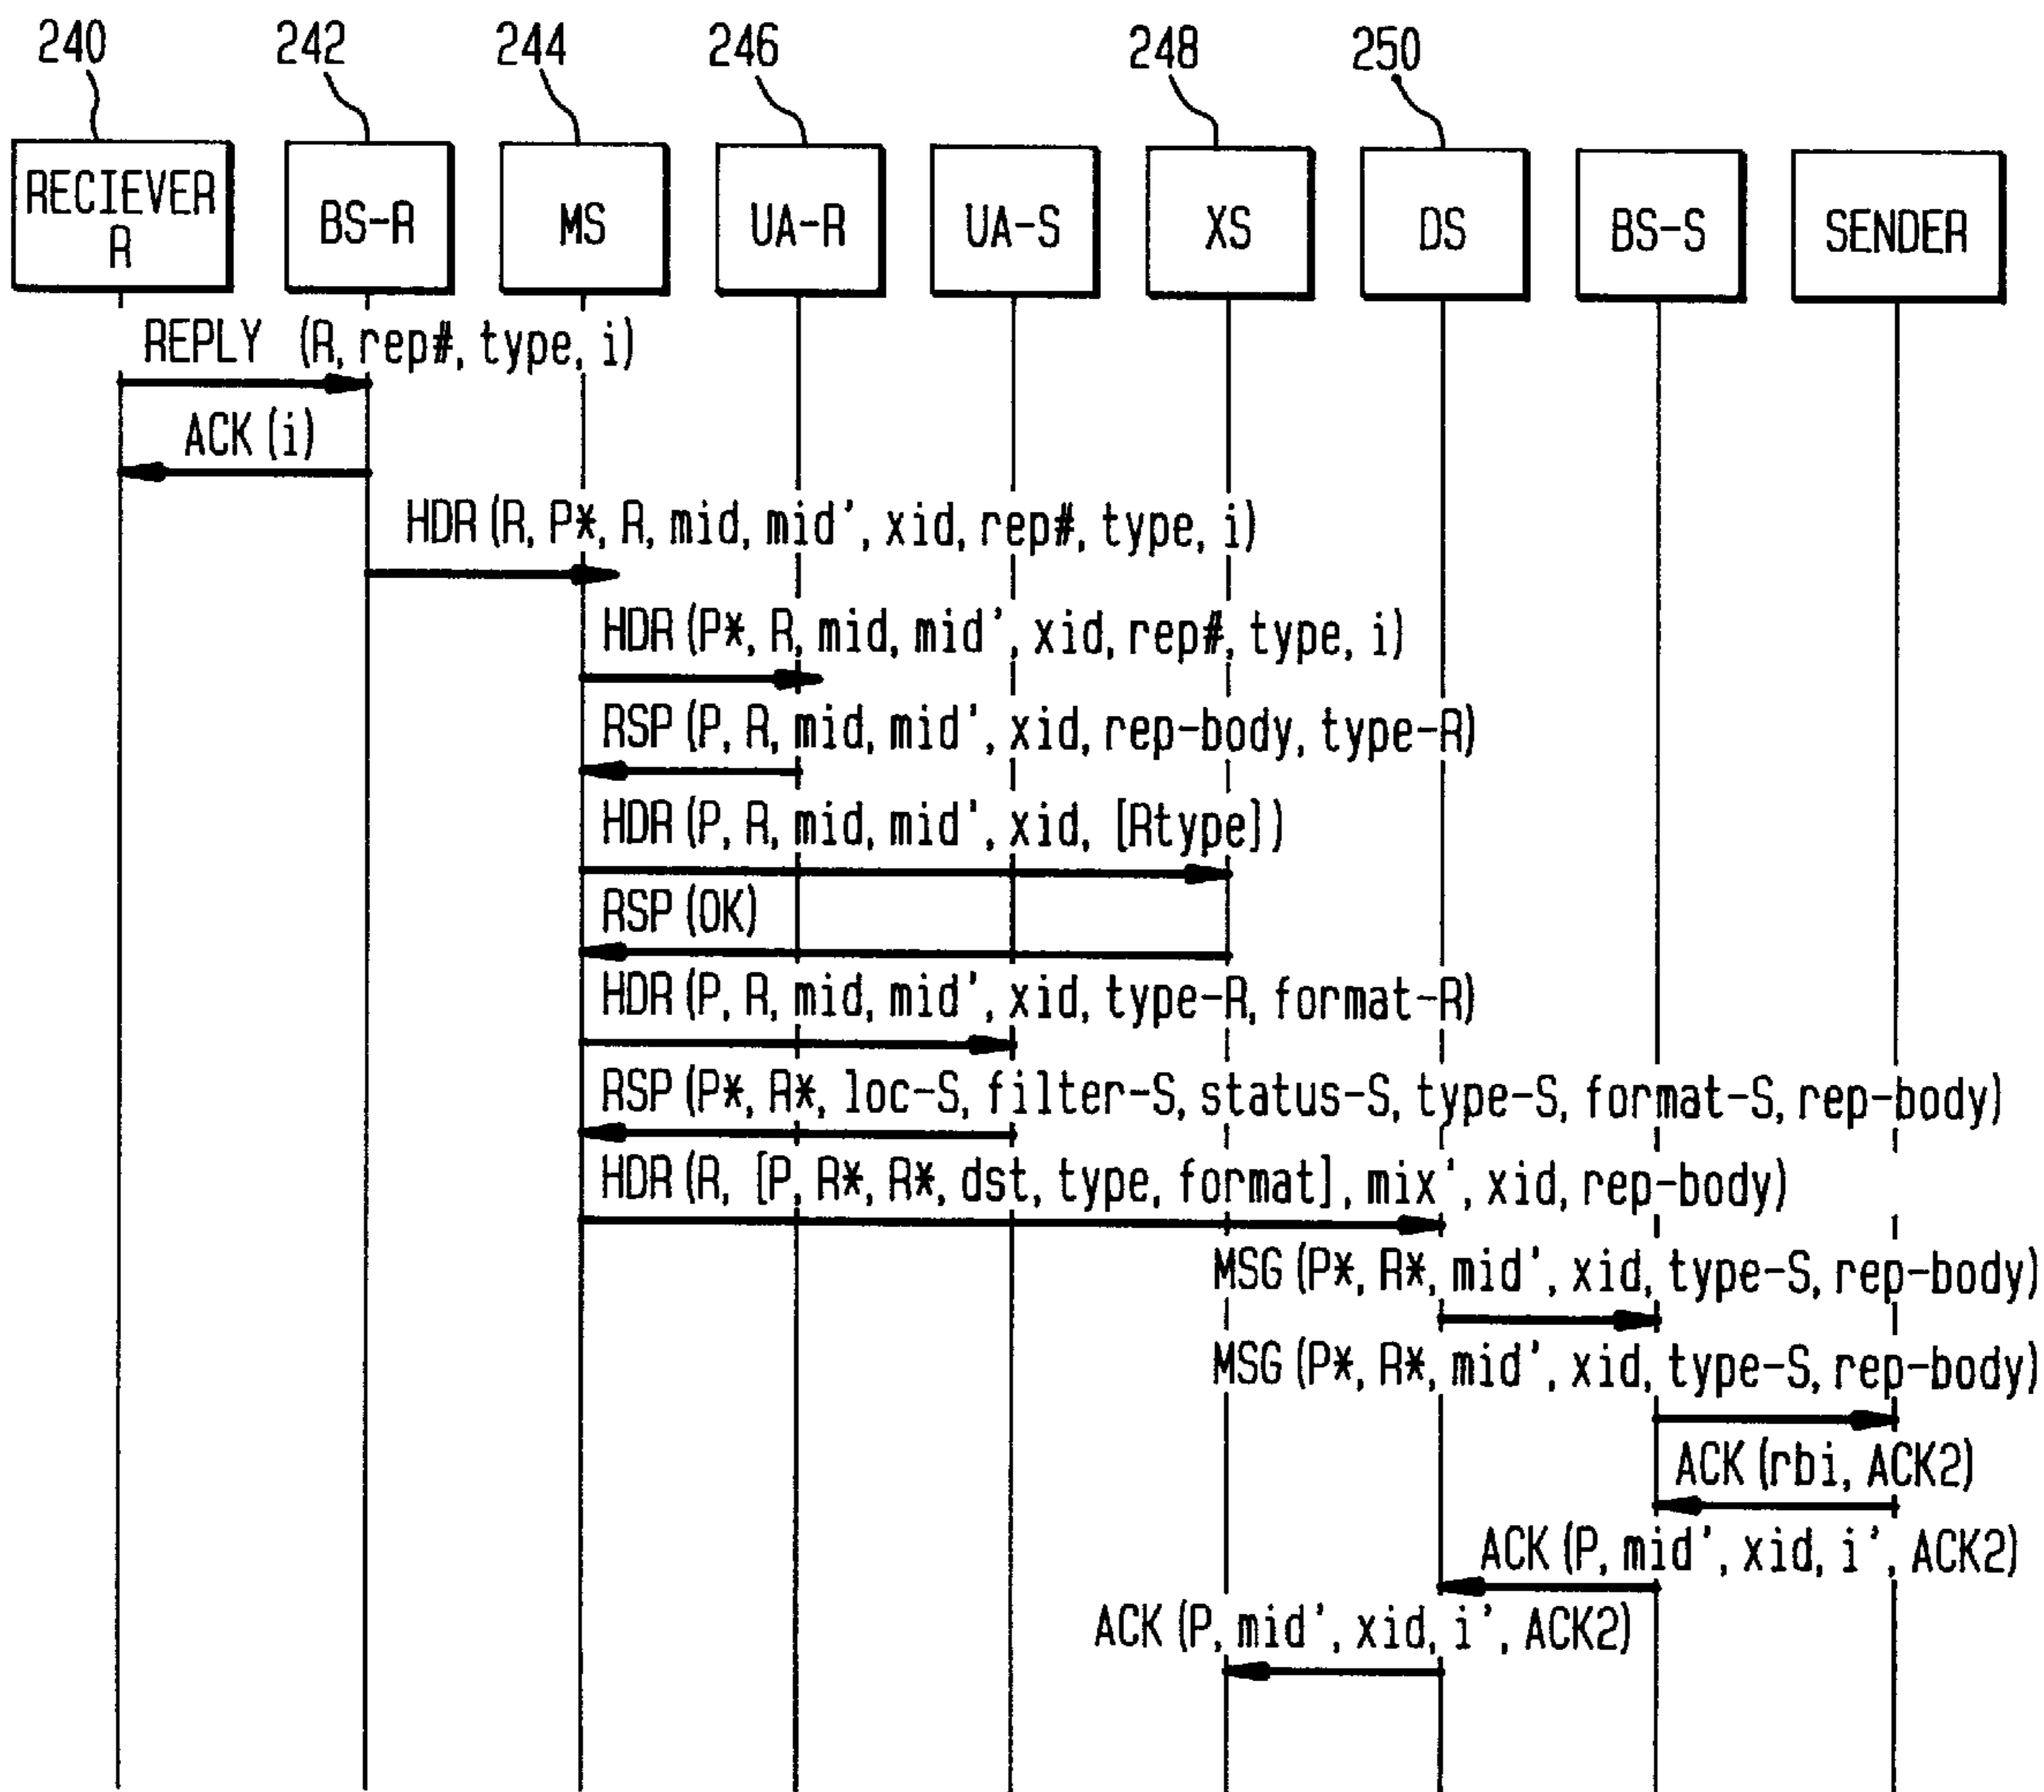 240 242 244 246 248 250
RECIEVER
R
BS-R
MS
UA-R
UA-S
XS
DS
BS-S
SENDER
REPLY (R, rep#, type, i)
ACK (i)
HDR (R, P*, R, mid, mid', xid, rep#, type, i)
HDR (P*, R, mid, mid', xid, rep#, type, i)
RSP (P, R, mid, mid', xid, rep-body, type-R)
HDR (P, R, mid, mid', xid, [Rtype])
RSP (OK)
HDR (P, R, mid, mid', xid, type-R, format-R)
RSP (P*, R*, loc-S, filter-S, status-S, type-S, format-S, rep-body)
HDR (R, [P, R*, R*, dst, type, format], mix', xid, rep-body)
MSG (P*, R*, mid', xid, type-S, rep-body)
MSG (P*, R*, mid', xid, type-S, rep-body)
ACK (rbi, ACK2)
ACK (P, mid', xid, i', ACK2)
ACK (P, mid', xid, i', ACK2)